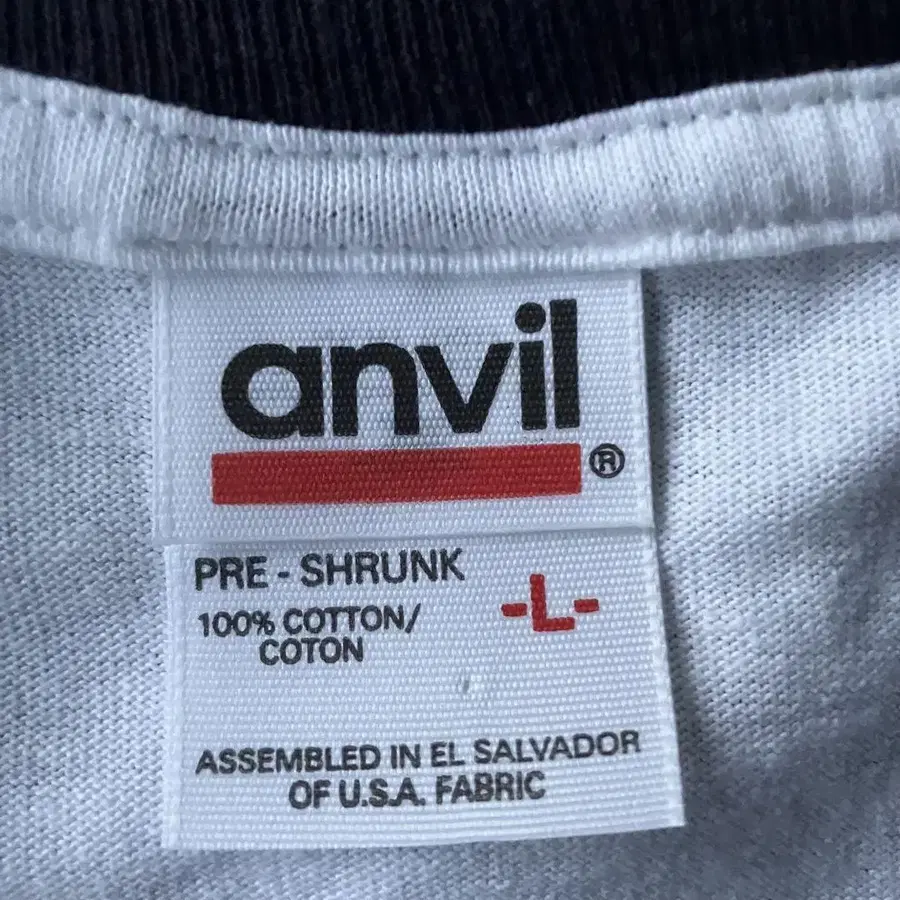 anvil
®
PRE - SHRUNK
-L-
100% COTTON/
COTON
ASSEMBLED IN EL SALVADOR
OF U.S.A. FABRIC